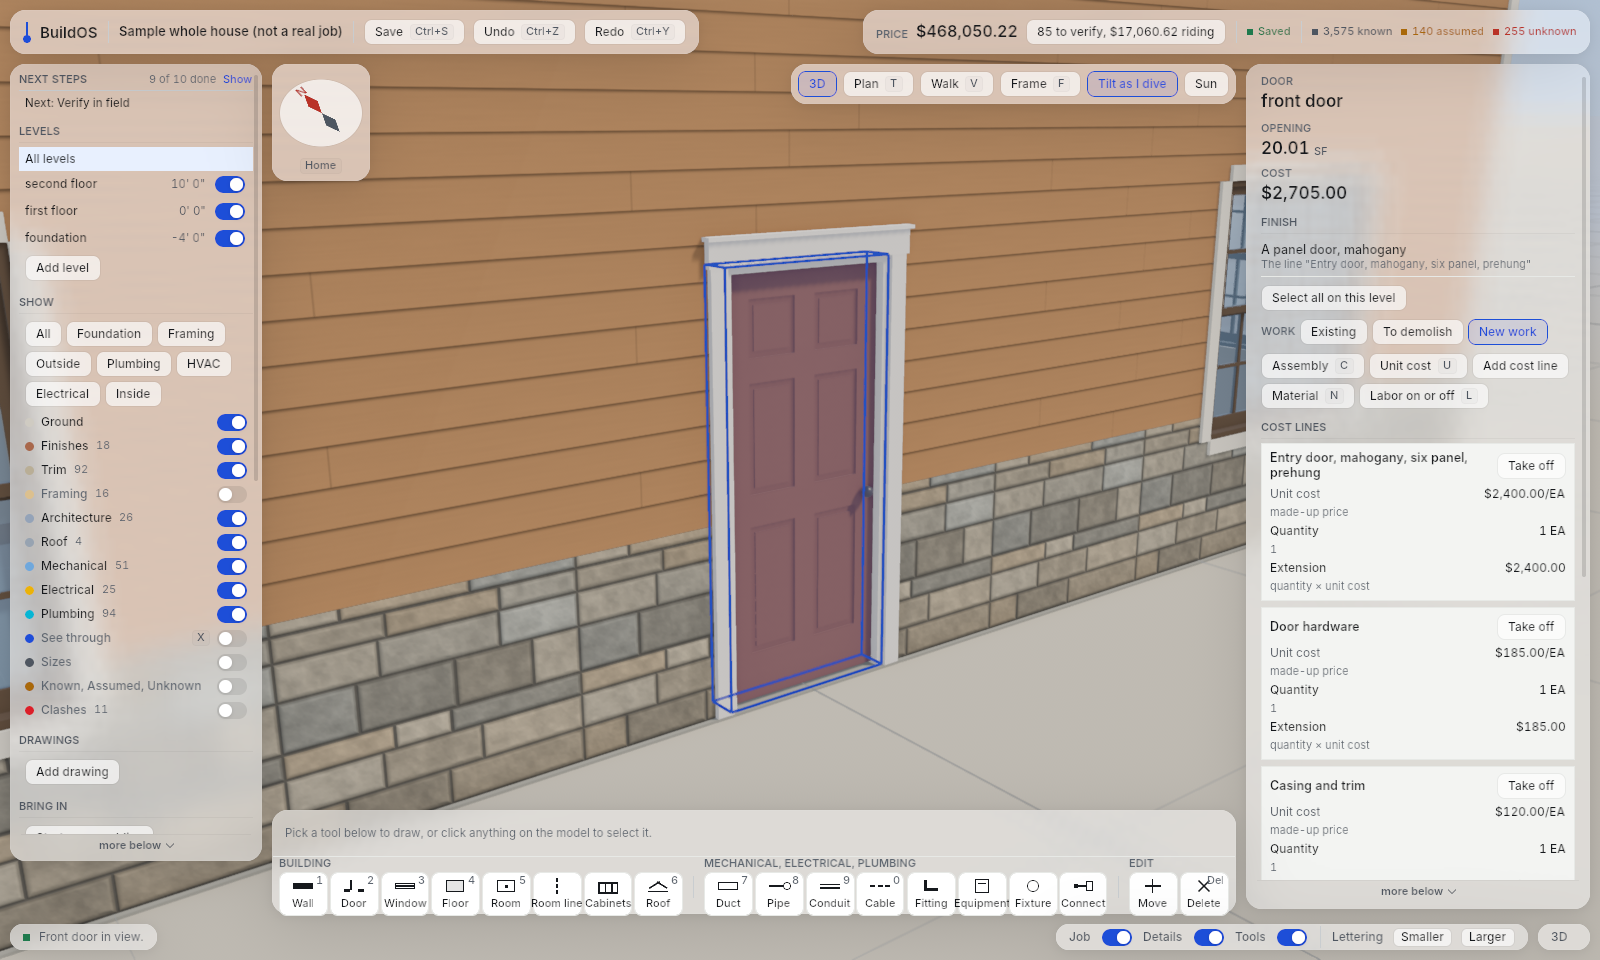 BuildOS
Sample whole house (not a real job)
Save Ctrl+S
Undo Ctrl+Z
Redo Ctrl+Y
PRICE $468,050.22
85 to verify, $17,060.62 riding
Saved
3,575 known
140 assumed
255 unknown
NEXT STEPS
9 of 10 done Show
Next: Verify in field
LEVELS
All levels
second floor 10' 0"
first floor 0' 0"
foundation -4' 0"
Add level
SHOW
All Foundation Framing
Outside Plumbing HVAC
Electrical Inside
Ground
Finishes 18
Trim 92
Framing 16
Architecture 26
Roof 4
Mechanical 51
Electrical 25
Plumbing 94
See through X
Sizes
Known, Assumed, Unknown
Clashes 11
DRAWINGS
Add drawing
BRING IN
more below
N
Home
3D
Plan T
Walk V
Frame F
Tilt as I dive
Sun
DOOR
front door
OPENING
20.01 SF
COST
$2,705.00
FINISH
A panel door, mahogany
The line "Entry door, mahogany, six panel, prehung"
Select all on this level
WORK Existing To demolish New work
Assembly C Unit cost U Add cost line
Material N Labor on or off L
COST LINES
Entry door, mahogany, six panel,
prehung
Take off
Unit cost $2,400.00/EA
made-up price
Quantity 1 EA
1
Extension $2,400.00
quantity × unit cost
Door hardware Take off
Unit cost $185.00/EA
made-up price
Quantity 1 EA
1
Extension $185.00
quantity × unit cost
Casing and trim Take off
Unit cost $120.00/EA
made-up price
Quantity 1 EA
1
more below
Pick a tool below to draw, or click anything on the model to select it.
BUILDING
1 Wall
2 Door
3 Window
4 Floor
5 Room
Room line
Cabinets
6 Roof
MECHANICAL, ELECTRICAL, PLUMBING
7 Duct
8 Pipe
9 Conduit
0 Cable
Fitting
Equipment
Fixture
Connect
EDIT
Move
Del Delete
Front door in view.
Job Details Tools
Lettering Smaller Larger
3D